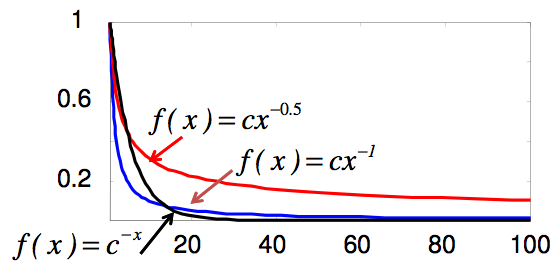 1
0.6
f(x)=cx^{-0.5}
f(x)=cx^{-1}
0.2
f(x)=c^{-x}
20 40 60 80 100